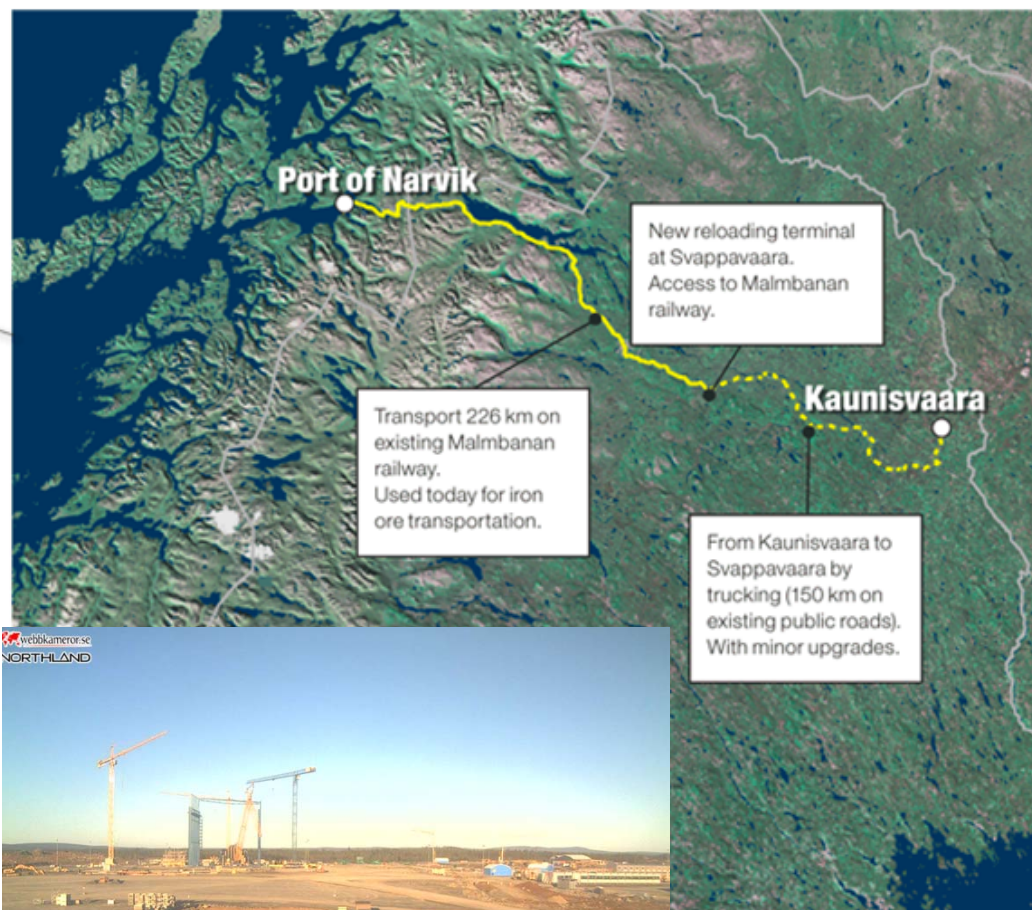 Port of Narvik
New reloading terminal
at Svappavaara.
Access to Malmbanan
railway.
Kaunisvaara
Transport 226 km on
existing Malmbanan
railway.
Used today for iron
ore transportation.
From Kaunisvaara to
Svappavaara by
trucking (150 km on
existing public roads).
With minor upgrades.
webbkameror.se
NORTHLAND